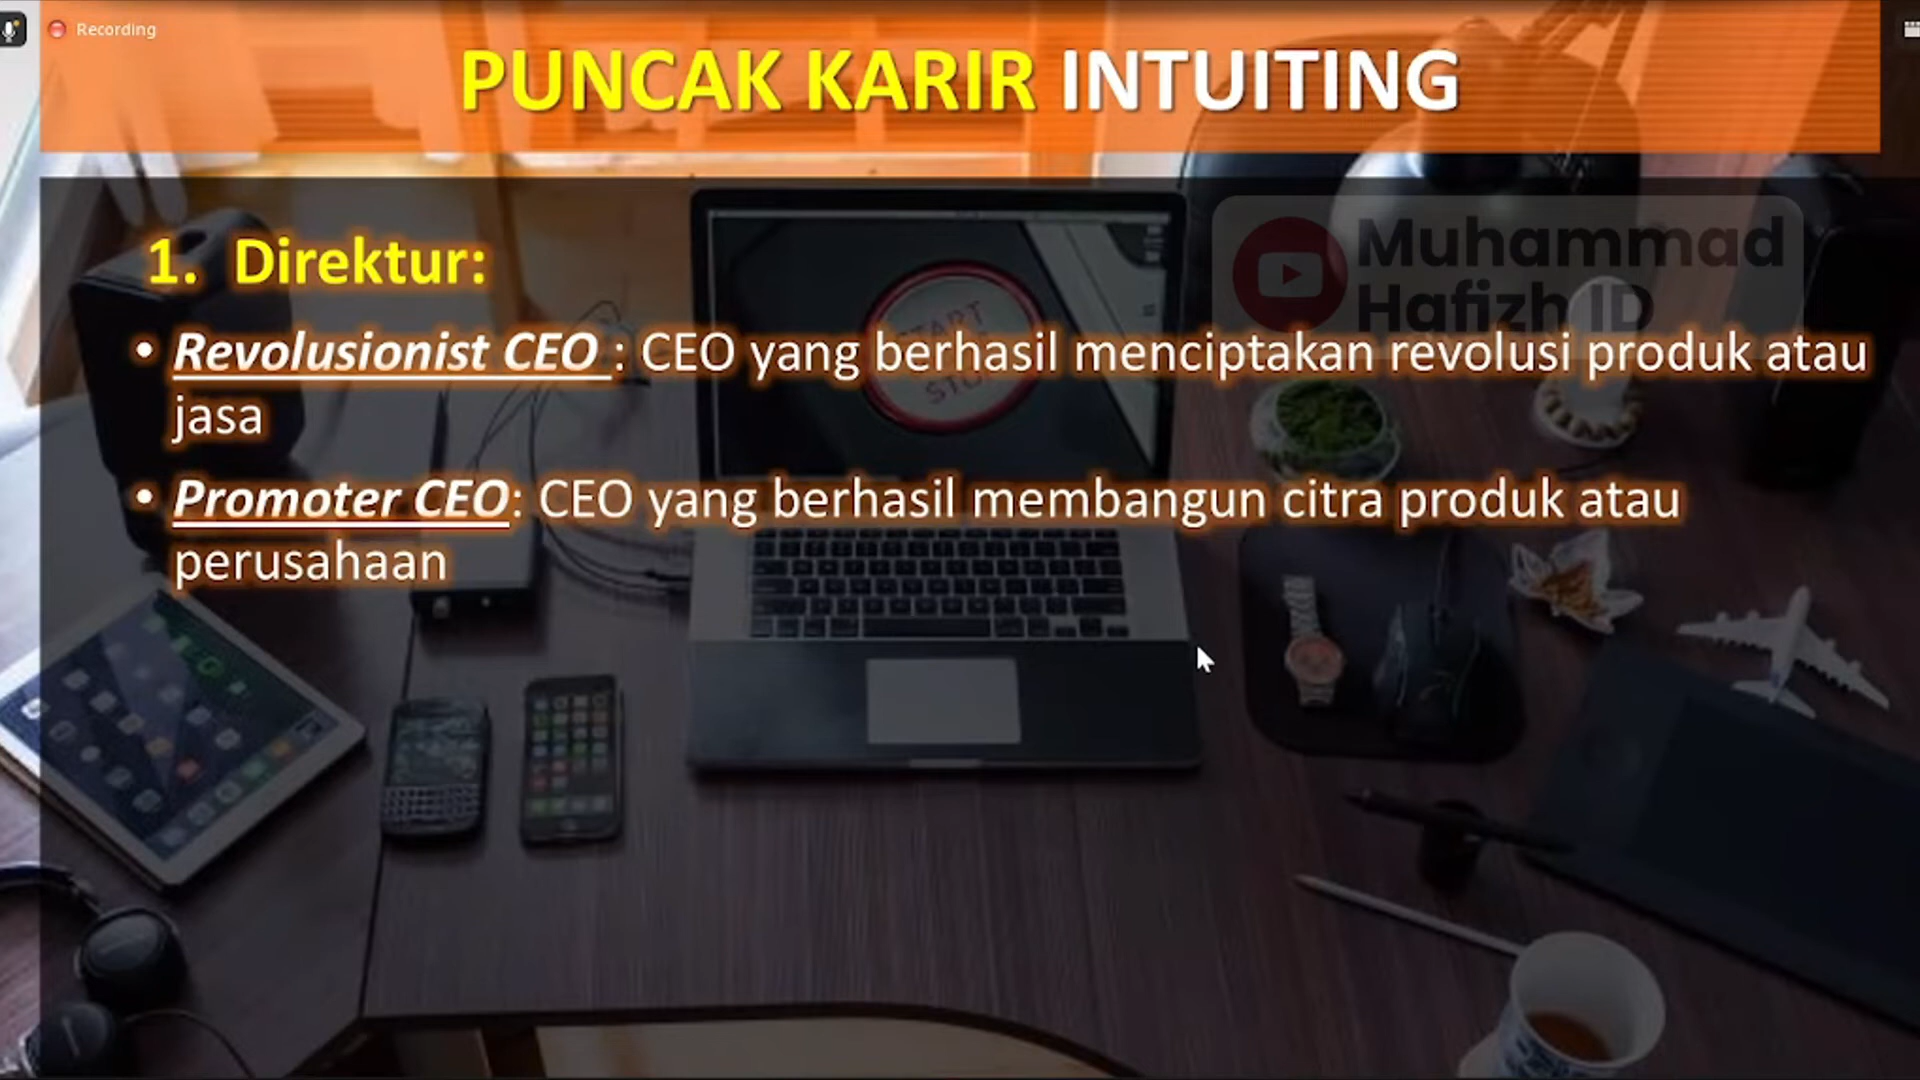 Recording
PUNCAK KARIR INTUITING
Muhammad
Hafizh ID
1. Direktur:
• Revolusionist CEO : CEO yang berhasil menciptakan revolusi produk atau
jasa
• Promoter CEO: CEO yang berhasil membangun citra produk atau
perusahaan
START